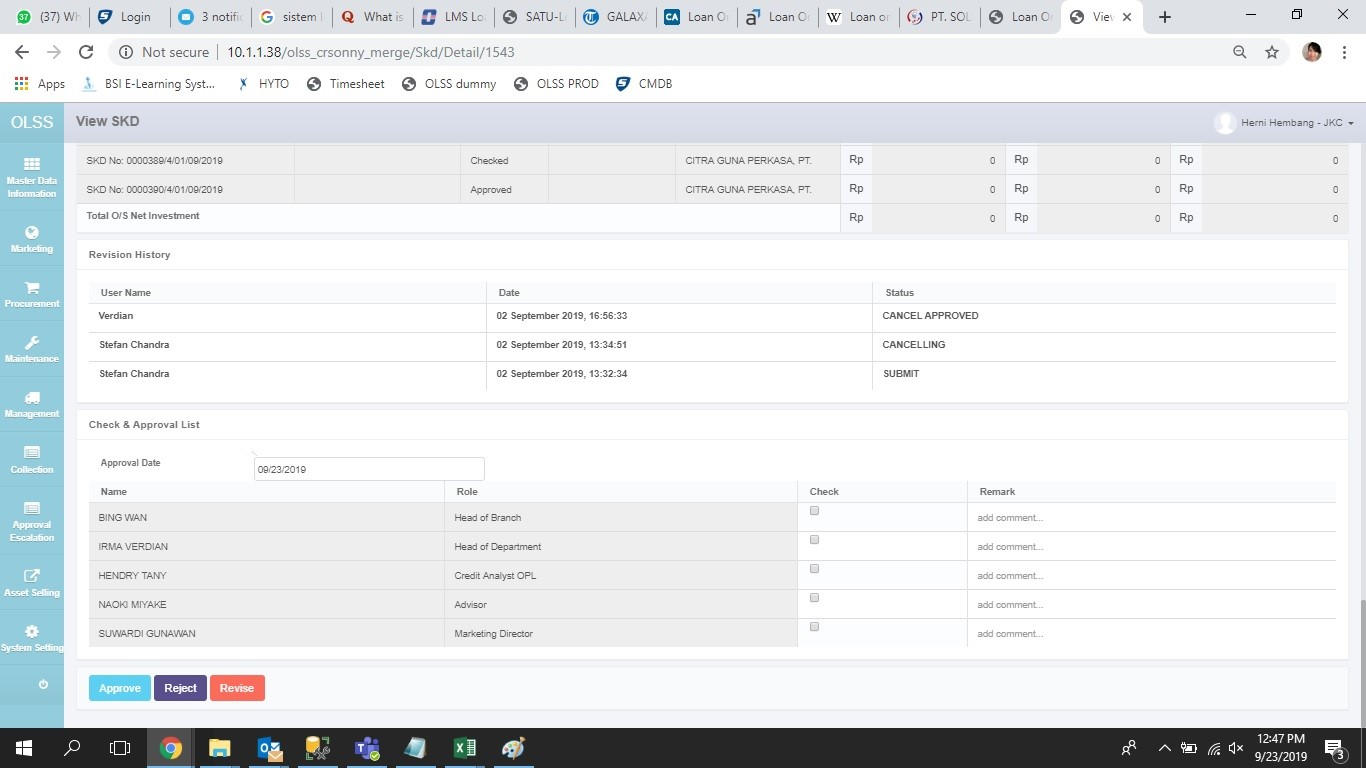 (37) Wh
Login
3 notific
sistem
What is
LMS Lo
SATU-L
GALAX
Loan O
Loan O
Loan or
PT. SOL
Loan O
View
Not secure | 10.1.1.38/olss_crsonny_merge/Skd/Detail/1543
Apps BSI E-Learning Syst... HYTO Timesheet OLSS dummy OLSS PROD CMDB
OLSS View SKD Herni Hembang - JKC
Master Data Information
Marketing
Procurement
Maintenance
Management
Collection
Approval Escalation
Asset Selling
System Setting
SKD No: 0000389/4/01/09/2019 Checked CITRA GUNA PERKASA, PT. Rp 0 Rp 0 Rp 0
SKD No: 0000390/4/01/09/2019 Approved CITRA GUNA PERKASA, PT. Rp 0 Rp 0 Rp 0
Total O/S Net Investment Rp 0 Rp 0 Rp 0
Revision History
User Name Date Status
Verdian 02 September 2019, 16:56:33 CANCEL APPROVED
Stefan Chandra 02 September 2019, 13:34:51 CANCELLING
Stefan Chandra 02 September 2019, 13:32:34 SUBMIT
Check & Approval List
Approval Date 09/23/2019
Name Role Check Remark
BING WAN Head of Branch add comment...
IRMA VERDIAN Head of Department add comment...
HENDRY TANY Credit Analyst OPL add comment...
NAOKI MIYAKE Advisor add comment...
SUWARDI GUNAWAN Marketing Director add comment...
Approve Reject Revise
12:47 PM
9/23/2019
3